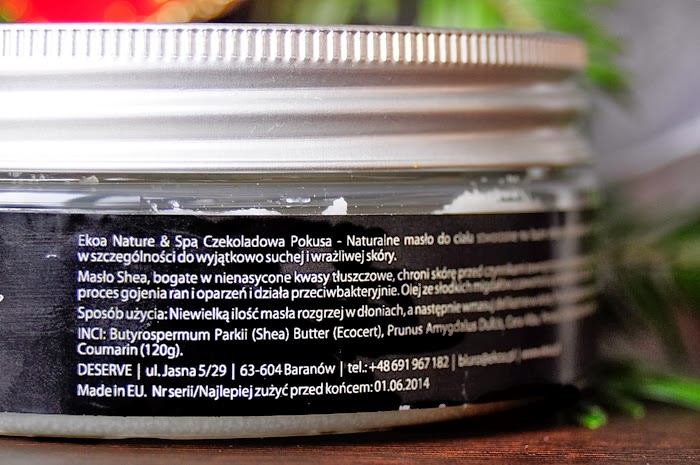 Ekoa Nature & Spa Czekoladowa Pokusa - Naturalne masło do ciała stworzone na bazie
w szczególności do wyjątkowo suchej i wrażliwej skóry.
Masło Shea, bogate w nienasycone kwasy tłuszczowe, chroni skórę przed
proces gojenia ran i oparzeń i działa przeciwbakteryjnie. Olej ze słodkich
Sposób użycia: Niewielką ilość masła rozgrzej w dłoniach, a następnie wmasuj
INCI: Butyrospermum Parkii (Shea) Butter (Ecocert), Prunus Amygdalus Dulcis,
Coumarin (120g).
DESERVE | ul. Jasna 5/29 | 63-604 Baranów | tel.: +48 691 967 182 |
Made in EU. Nr serii/Najlepiej zużyć przed końcem: 01.06.2014